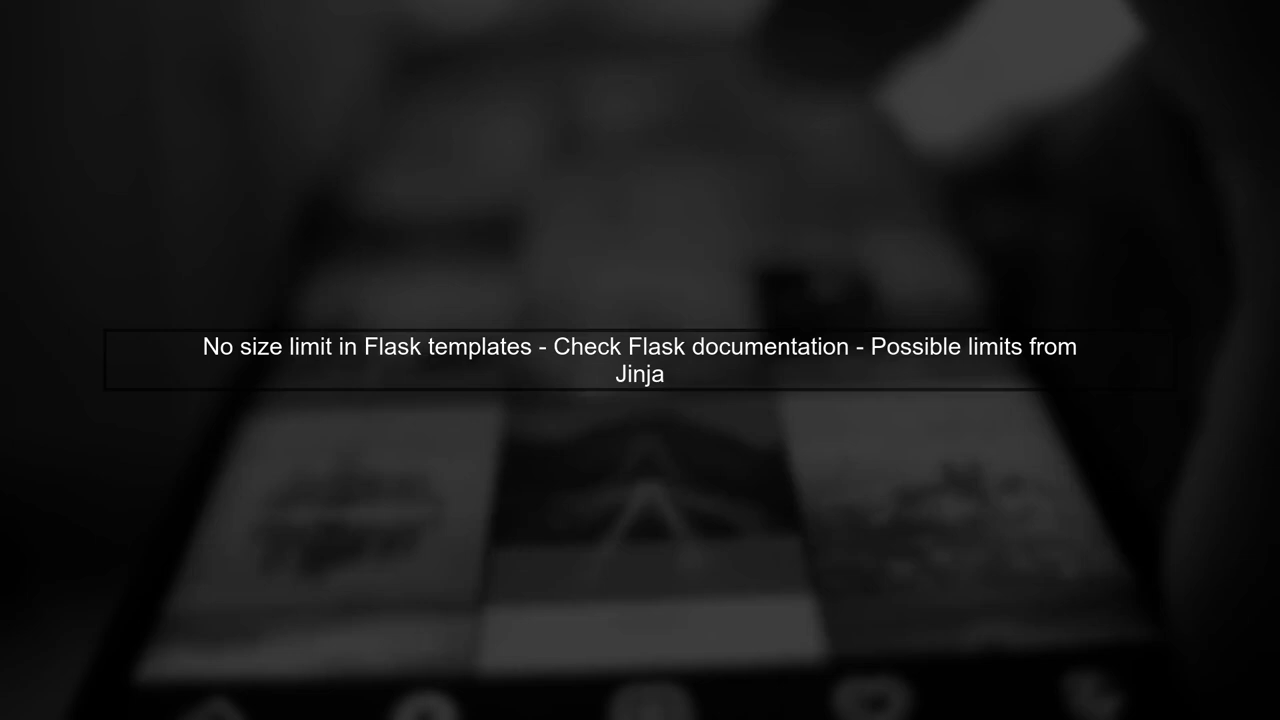 No size limit in Flask templates - Check Flask documentation - Possible limits from
Jinja